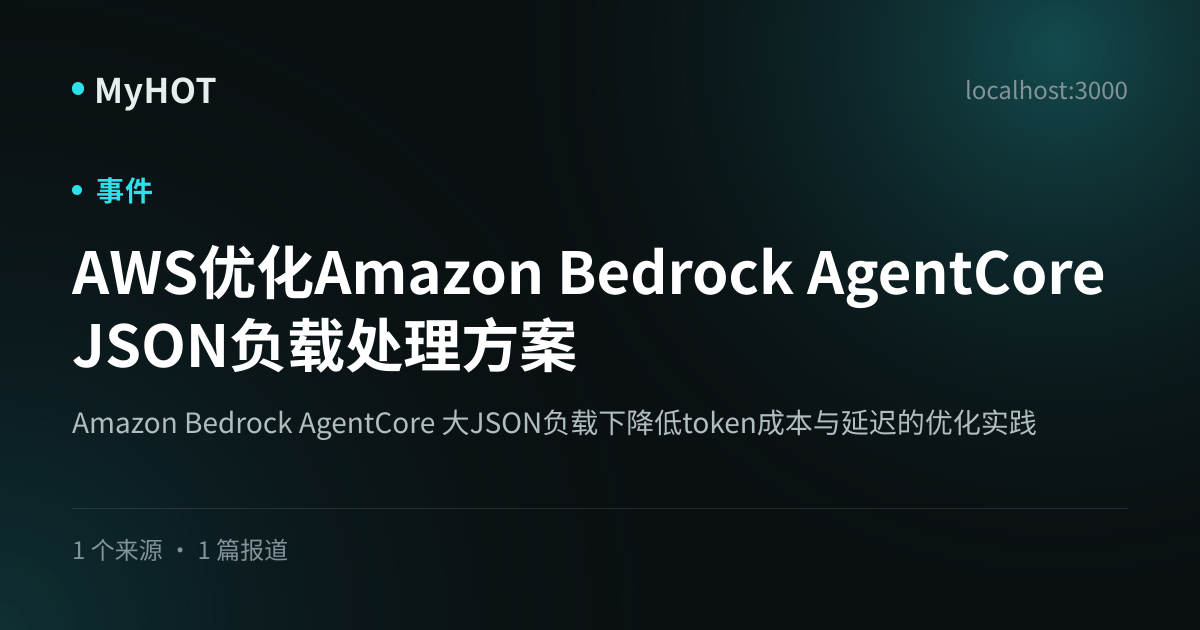 MyHOT
localhost:3000
事件
AWS优化Amazon Bedrock AgentCore
JSON负载处理方案
Amazon Bedrock AgentCore 大JSON负载下降低token成本与延迟的优化实践
1 个来源 · 1 篇报道